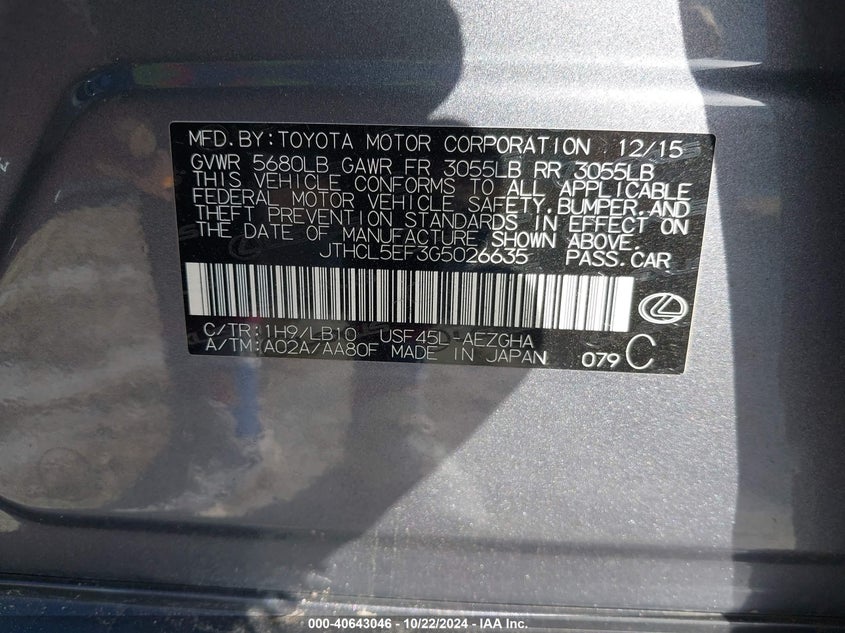 MFD.BY:TOYOTA MOTOR CORPORATION 12/15
GVWR 5680LB GAWR FR 3055LB RR 3055LB
THIS VEHICLE CONFORMS TO ALL APPLICABLE
FEDERAL MOTOR VEHICLE SAFETY,BUMPER,AND
THEFT PREVENTION STANDARDS IN EFFECT ON
THE DATE OF MANUFACTURE SHOWN ABOVE.
JTHCL5EF3G5026635 PASS.CAR
C/TR:1H9/LB10 USF45L-AEZGHA
A/TM:A02A/AA80F MADE IN JAPAN 079 C
000-40643046 - 10/22/2024 - IAA Inc.